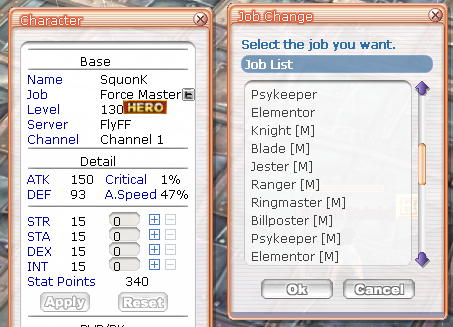 Character
Base
Name SquonK
Job Force Master
Level 130 HERO
Server FlyFF
Channel Channel 1
Detail
ATK 150 Critical 1%
DEF 93 A.Speed 47%
STR 15 0
STA 15 0
DEX 15 0
INT 15 0
Stat Points 340
Apply Reset
Job Change
Select the job you want.
Job List
Psykeeper
Elementor
Knight [M]
Blade [M]
Jester [M]
Ranger [M]
Ringmaster [M]
Billposter [M]
Psykeeper [M]
Elementor [M]
Ok Cancel